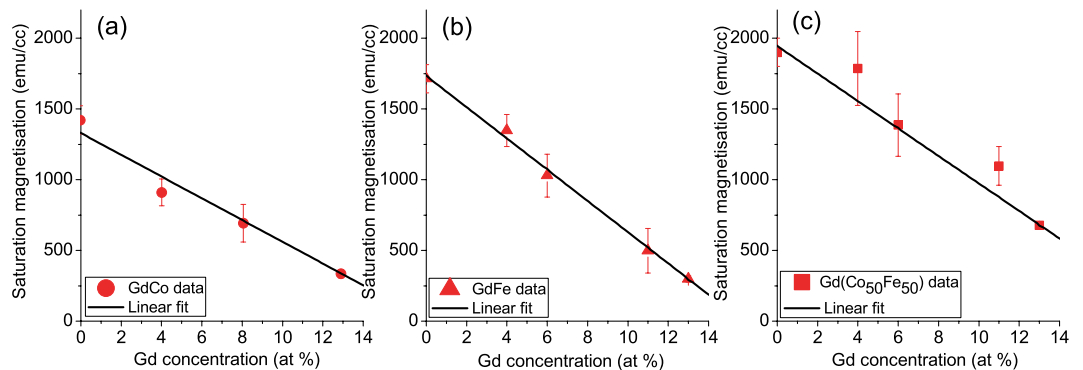 (a)
Saturation magnetisation (emu/cc)
2000
1500
1000
500
0
GdCo data
Linear fit
0 2 4 6 8 10 12 14
Gd concentration (at %)
(b)
Saturation magnetisation (emu/cc)
2000
1500
1000
500
0
GdFe data
Linear fit
0 2 4 6 8 10 12 14
Gd concentration (at %)
(c)
Saturation magnetisation (emu/cc)
2000
1500
1000
500
0
Gd(Co50Fe50) data
Linear fit
0 2 4 6 8 10 12 14
Gd concentration (at %)